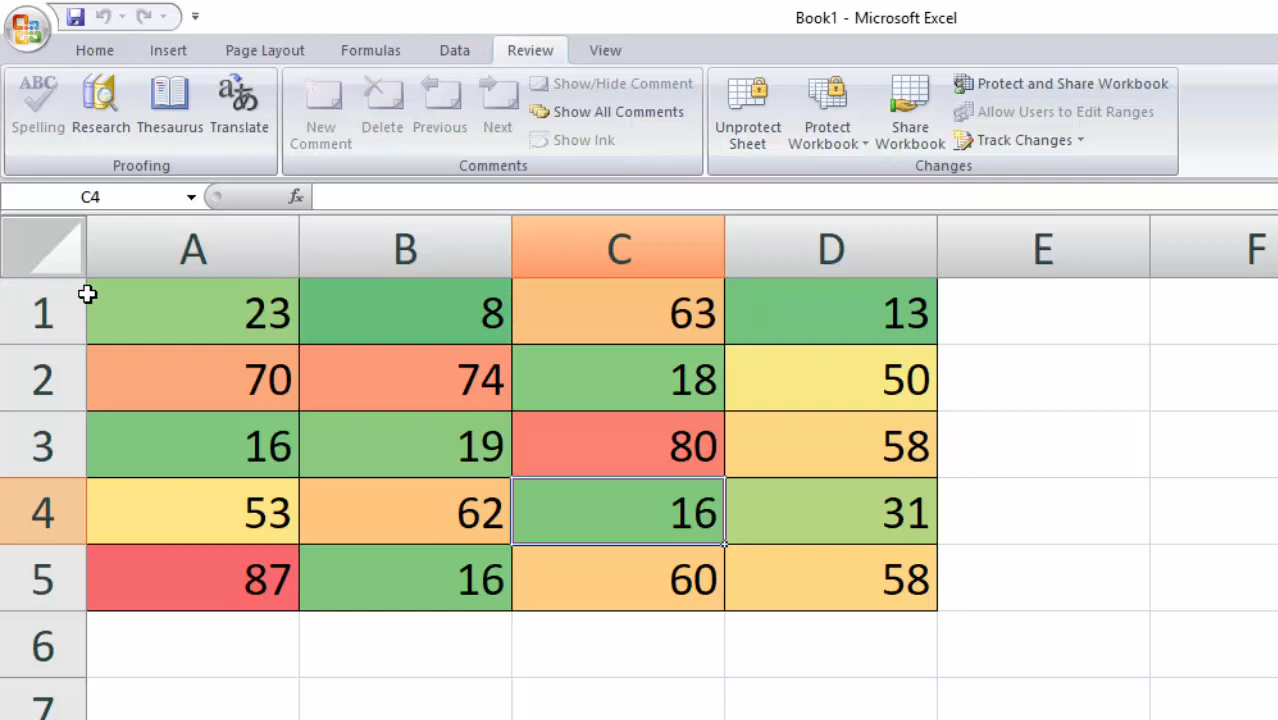 Book1 - Microsoft Excel
Home Insert Page Layout Formulas Data Review View
ABC
Spelling Research Thesaurus Translate
Proofing
New Comment Delete Previous Next
Show/Hide Comment
Show All Comments
Show Ink
Comments
Unprotect Sheet Protect Workbook Share Workbook
Protect and Share Workbook
Allow Users to Edit Ranges
Track Changes
Changes
C4 fx
A B C D E F
1 23 8 63 13
2 70 74 18 50
3 16 19 80 58
4 53 62 16 31
5 87 16 60 58
6
7